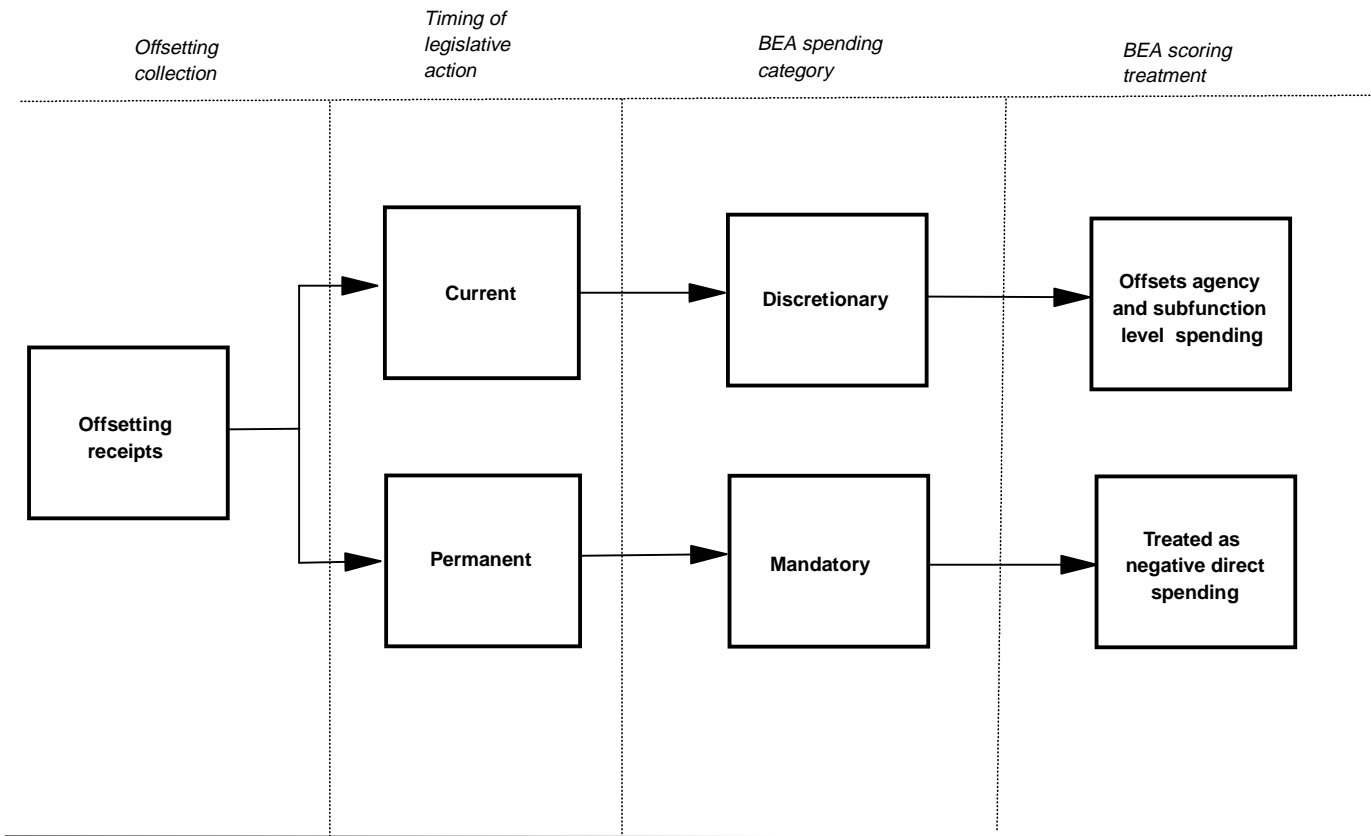 Offsetting
collection
Timing of
legislative
action
BEA spending
category
BEA scoring
treatment
Offsetting
receipts
Current
Discretionary
Offsets agency
and subfunction
level spending
Permanent
Mandatory
Treated as
negative direct
spending